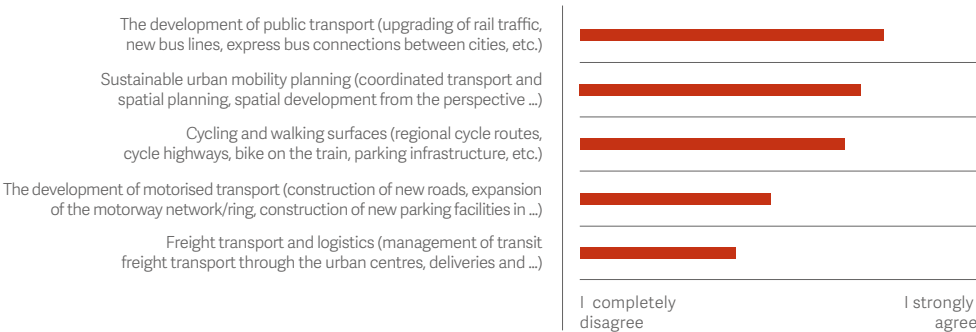 The development of public transport (upgrading of rail traffic,
new bus lines, express bus connections between cities, etc.)
Sustainable urban mobility planning (coordinated transport and
spatial planning, spatial development from the perspective ...)
Cycling and walking surfaces (regional cycle routes,
cycle highways, bike on the train, parking infrastructure, etc.)
The development of motorised transport (construction of new roads, expansion
of the motorway network/ring, construction of new parking facilities in ...)
Freight transport and logistics (management of transit
freight transport through the urban centres, deliveries and ...)
I completely
disagree
I strongly
agree